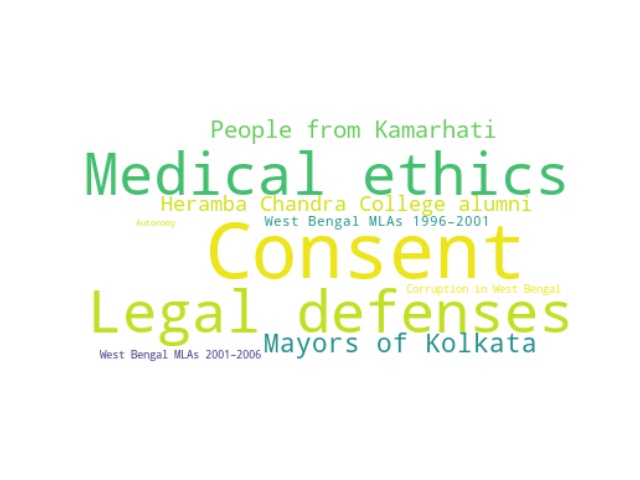 People from Kamarhati
Medical ethics
Heramba Chandra College alumni
Autonomy
West Bengal MLAs 1996–2001
Consent
Corruption in West Bengal
Legal defenses
Mayors of Kolkata
West Bengal MLAs 2001–2006